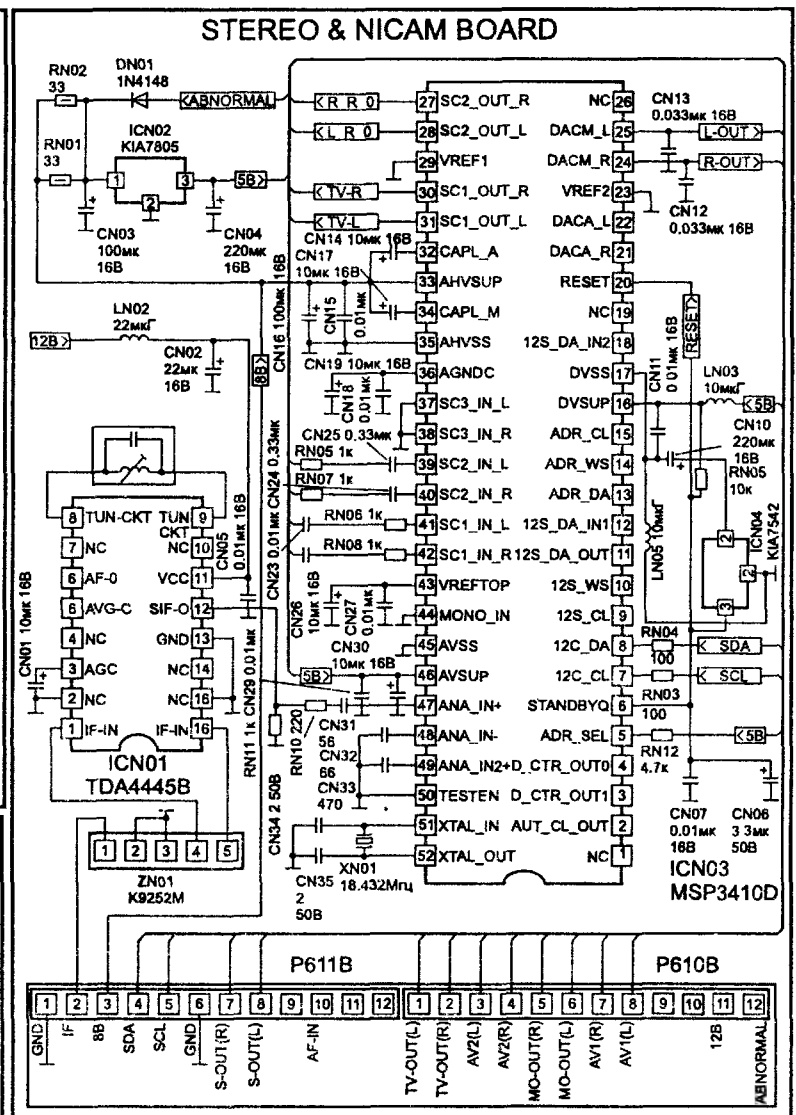 STEREO & NICAM BOARD
RN02
33
DN01
1N4148
<ABNORMAL
RN01
33
ICN02
KIA7805
1
2
3
5В>
CN03
100мк
16В
CN04
220мк
16В
LN02
22мкГ
12В>
CN02
22мк
16В
<R_R_0
<L_R_0
<TV-R
<TV-L
CN14 10мк 16В
CN17
10мк 16В
CN16 100мк 16В
CN15
0.01мк
8В>
CN19 10мк 16В
CN18
0.01мк
CN25 0.33мк
RN05 1к
CN24 0,33мк
RN07 1к
RN06 1к
CN23 0.01мк
RN08 1к
CN26
10мк 16В
CN27
0.01мк
CN30
10мк 16В
5В>
CN29 0.01мк
RN11 1к
RN10 220
CN31
56
CN32
66
CN33
470
CN34 2 50В
CN35
2
50В
XN01
18.432Мгц
27 SC2_OUT_R
28 SC2_OUT_L
29 VREF1
30 SC1_OUT_R
31 SC1_OUT_L
32 CAPL_A
33 AHVSUP
34 CAPL_M
35 AHVSS
36 AGNDC
37 SC3_IN_L
38 SC3_IN_R
39 SC2_IN_L
40 SC2_IN_R
41 SC1_IN_L
42 SC1_IN_R
43 VREFTOP
44 MONO_IN
45 AVSS
46 AVSUP
47 ANA_IN+
48 ANA_IN-
49 ANA_IN2+
50 TESTEN
51 XTAL_IN
52 XTAL_OUT
NC 26
DACM_L 25
DACM_R 24
VREF2 23
DACA_L 22
DACA_R 21
RESET 20
NC 19
12S_DA_IN2 18
DVSS 17
DVSUP 16
ADR_CL 15
ADR_WS 14
ADR_DA 13
12S_DA_IN1 12
12S_DA_OUT 11
12S_WS 10
12S_CL 9
12C_DA 8
12C_CL 7
STANDBYQ 6
ADR_SEL 5
D_CTR_OUT0 4
D_CTR_OUT1 3
AUT_CL_OUT 2
NC 1
CN13
0.033мк 16В
L-OUT>
R-OUT>
CN12
0.033мк 16В
RESET>
CN11
0 01мк 16В
LN03
10мкГ
<5В
CN10
220мк
16В
RN05
10к
LN05 10мкГ
ICN04
KIA7542
2
2
3
RN04
100
< SDA
< SCL
RN03
100
<5В
RN12
4.7к
CN07
0.01мк
16В
CN06
3 3мк
50В
ICN03
MSP3410D
8 TUN-CKT
7 NC
6 AF-0
6 AVG-C
4 NC
3 AGC
2 NC
1 IF-IN
TUN CKT 9
NC 10
VCC 11
SIF-O 12
GND 13
NC 14
NC 15
IF-IN 16
CN05
0.01мк 16В
CN01 10мк 16В
ICN01
TDA4445B
1 2 3 4 5
ZN01
K9252M
P611B
P610B
1 2 3 4 5 6 7 8 9 10 11 12
1 2 3 4 5 6 7 8 9 10 11 12
GND
IF
8В
SDA
SCL
GND
S-OUT(R)
S-OUT(L)
AF-IN
TV-OUT(L)
TV-OUT(R)
AV2(L)
AV2(R)
MO-OUT(R)
MO-OUT(L)
AV1(R)
AV1(L)
12В
ABNORMAL